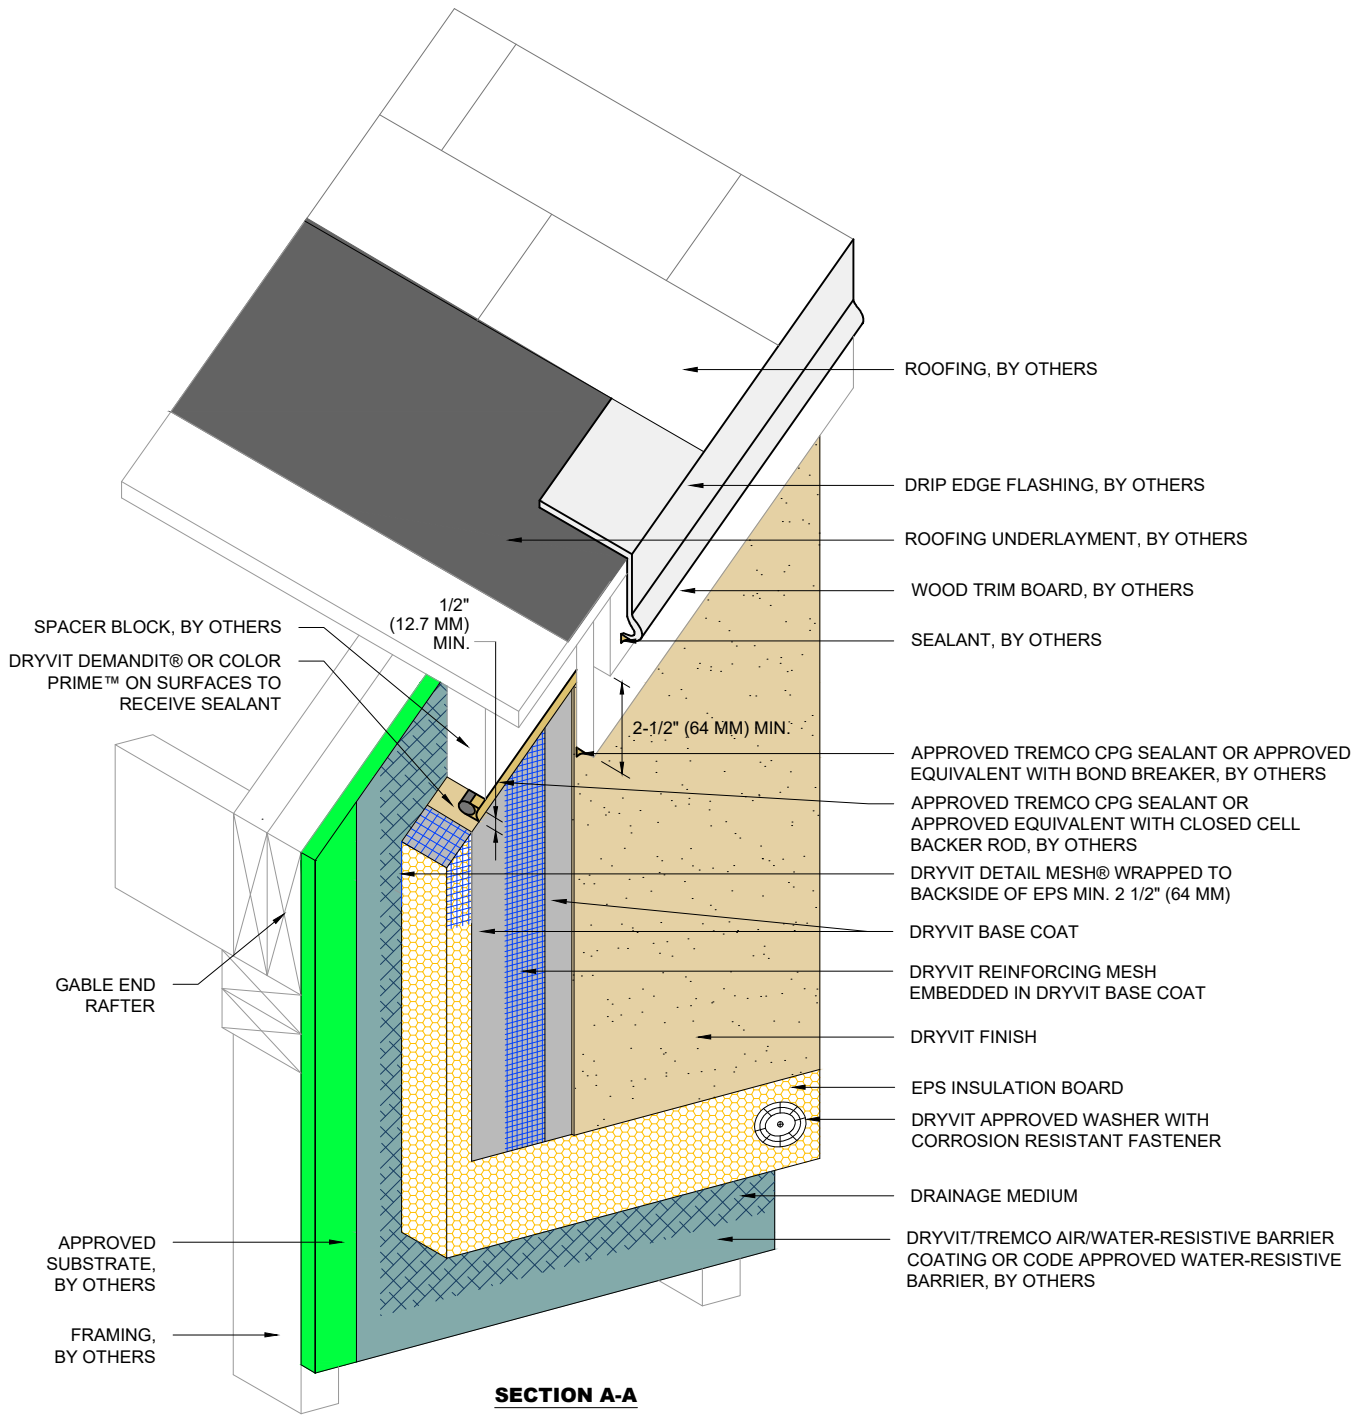 ROOFING, BY OTHERS
DRIP EDGE FLASHING, BY OTHERS
ROOFING UNDERLAYMENT, BY OTHERS
WOOD TRIM BOARD, BY OTHERS
SEALANT, BY OTHERS
1/2"
(12.7 MM)
MIN.
SPACER BLOCK, BY OTHERS
DRYVIT DEMANDIT® OR COLOR
PRIME™ ON SURFACES TO
RECEIVE SEALANT
2-1/2" (64 MM) MIN.
APPROVED TREMCO CPG SEALANT OR APPROVED
EQUIVALENT WITH BOND BREAKER, BY OTHERS
APPROVED TREMCO CPG SEALANT OR
APPROVED EQUIVALENT WITH CLOSED CELL
BACKER ROD, BY OTHERS
DRYVIT DETAIL MESH® WRAPPED TO
BACKSIDE OF EPS MIN. 2 1/2" (64 MM)
DRYVIT BASE COAT
DRYVIT REINFORCING MESH
EMBEDDED IN DRYVIT BASE COAT
GABLE END
RAFTER
DRYVIT FINISH
EPS INSULATION BOARD
DRYVIT APPROVED WASHER WITH
CORROSION RESISTANT FASTENER
DRAINAGE MEDIUM
DRYVIT/TREMCO AIR/WATER-RESISTIVE BARRIER
COATING OR CODE APPROVED WATER-RESISTIVE
BARRIER, BY OTHERS
APPROVED
SUBSTRATE,
BY OTHERS
FRAMING,
BY OTHERS
SECTION A-A